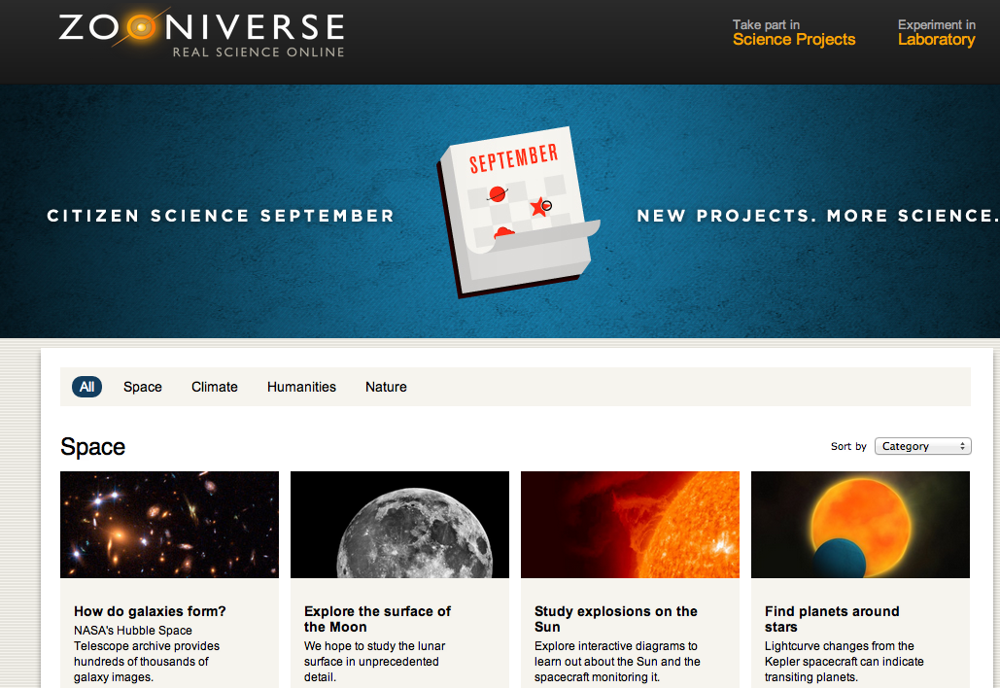 ZOONIVERSE
REAL SCIENCE ONLINE
Take part in
Science Projects
Experiment in
Laboratory
CITIZEN SCIENCE SEPTEMBER
SEPTEMBER
NEW PROJECTS. MORE SCIENCE.
All Space Climate Humanities Nature
Space
Sort by Category
How do galaxies form?
NASA's Hubble Space
Telescope archive provides
hundreds of thousands of
galaxy images.
Explore the surface of
the Moon
We hope to study the lunar
surface in unprecedented
detail.
Study explosions on the
Sun
Explore interactive diagrams to
learn out about the Sun and the
spacecraft monitoring it.
Find planets around
stars
Lightcurve changes from the
Kepler spacecraft can indicate
transiting planets.